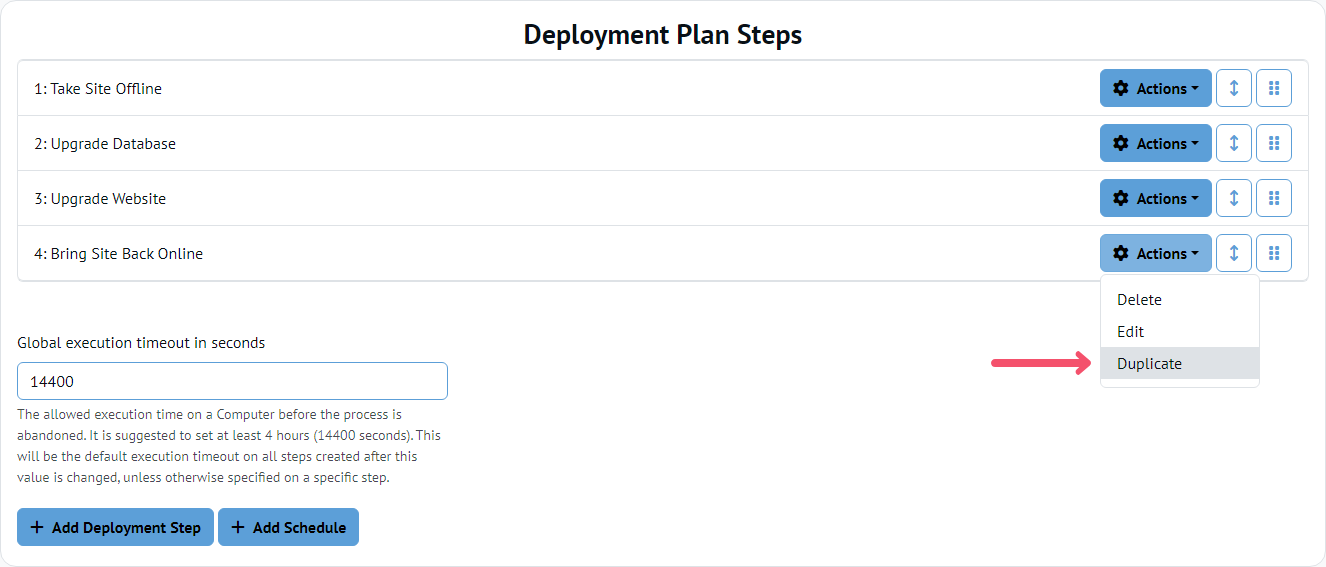 Deployment Plan Steps
1: Take Site Offline
Actions
2: Upgrade Database
Actions
3: Upgrade Website
Actions
4: Bring Site Back Online
Actions
Delete
Edit
Duplicate
Global execution timeout in seconds
14400
The allowed execution time on a Computer before the process is
abandoned. It is suggested to set at least 4 hours (14400 seconds). This
will be the default execution timeout on all steps created after this
value is changed, unless otherwise specified on a specific step.
Add Deployment Step
Add Schedule